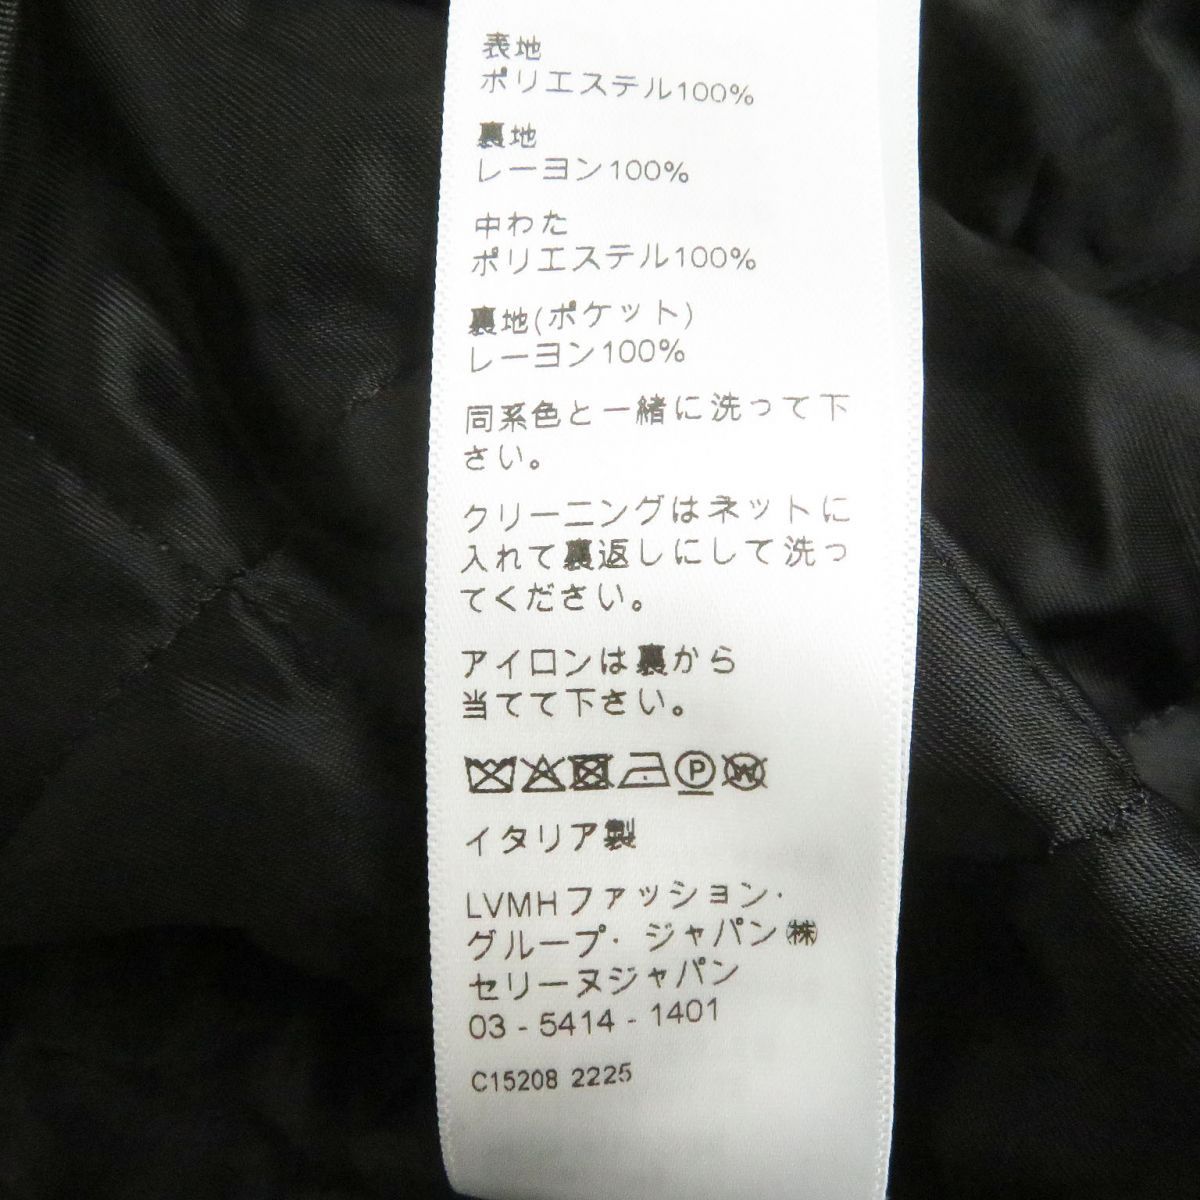 表地
ポリエステル100%
裏地
レーヨン100%
中わた
ポリエステル100%
裏地(ポケット)
レーヨン100%
同系色と一緒に洗って下
さい。
クリーニングはネットに
入れて裏返しにして洗っ
てください。
アイロンは裏から
当てて下さい。
P W
イタリア製
LVMHファッション·
グループ· ジャパン㈱
セリーヌジャパン
03 - 5414 - 1401
C15208 2225